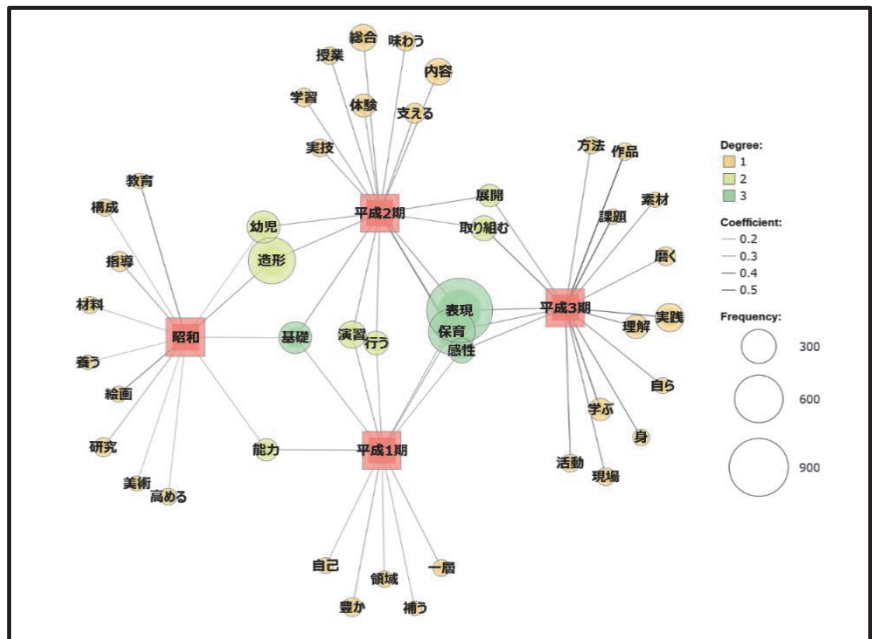 総合
味わう
授業
内容
学習
体験
支える
実技
方法
作品
教育
展開
素材
構成
幼児
平成2期
取り組む
課題
造形
磨く
指導
材料
表現
平成3期
実践
昭和
基礎
演習
行う
保育
理解
感性
養う
絵画
自ら
研究
能力
平成1期
学ぶ
身
美術
高める
活動
現場
自己
領域
一層
豊か
補う
Degree:
1
2
3
Coefficient:
0.2
0.3
0.4
0.5
Frequency:
300
600
900